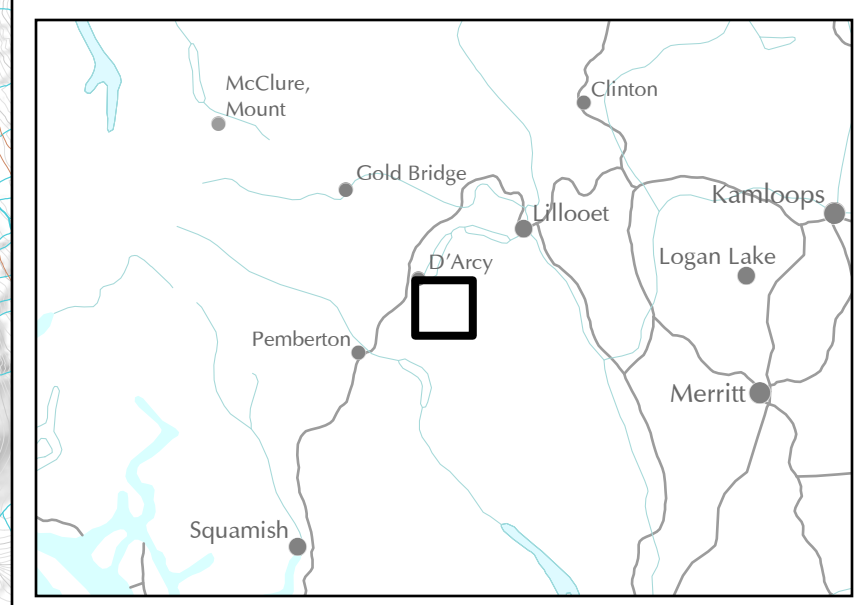 McClure,
Mount
Clinton
Gold Bridge
Kamloops
Lillooet
Logan Lake
D'Arcy
Pemberton
Merritt
Squamish